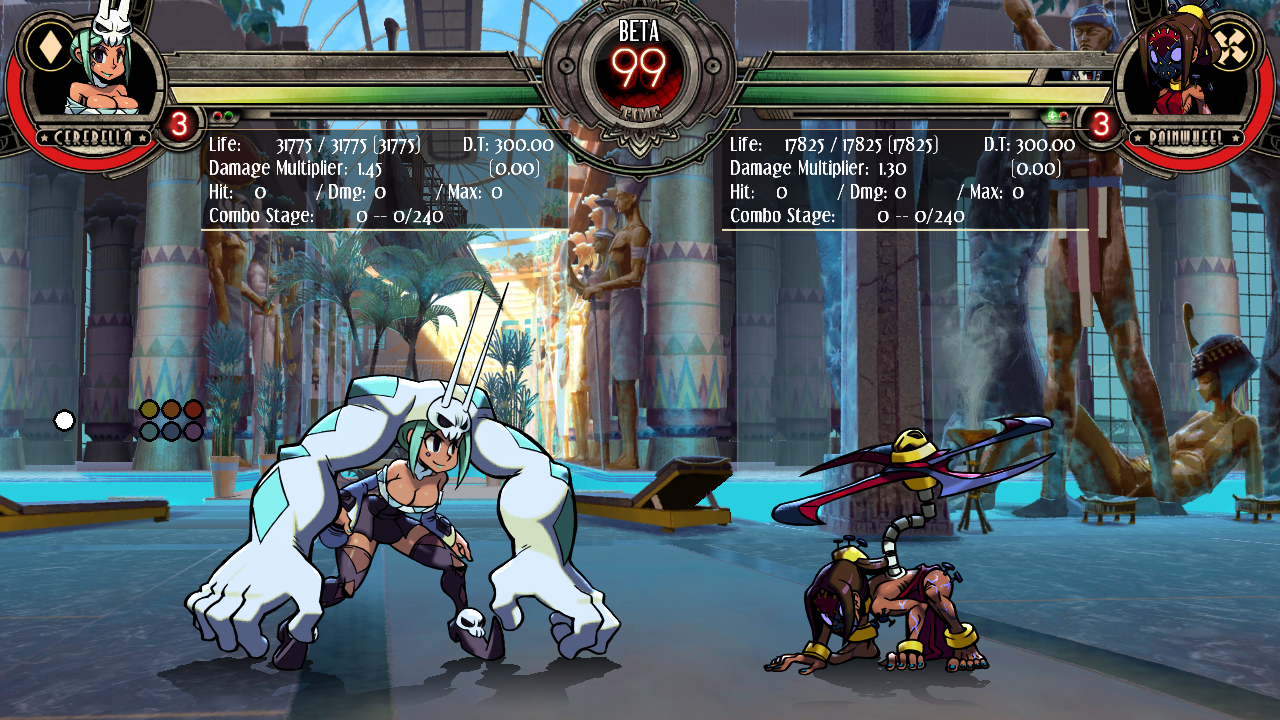 BETA
99
TIME
★ CEREBELLA ★
3
3
★ PAINWHEEL ★
Life: 31775 / 31775 (31775) D.T: 300.00
Damage Multiplier: 1.45 (0.00)
Hit: 0 / Dmg: 0 / Max: 0
Combo Stage: 0 -- 0/240
Life: 17825 / 17825 (17825) D.T: 300.00
Damage Multiplier: 1.30 (0.00)
Hit: 0 / Dmg: 0 / Max: 0
Combo Stage: 0 -- 0/240